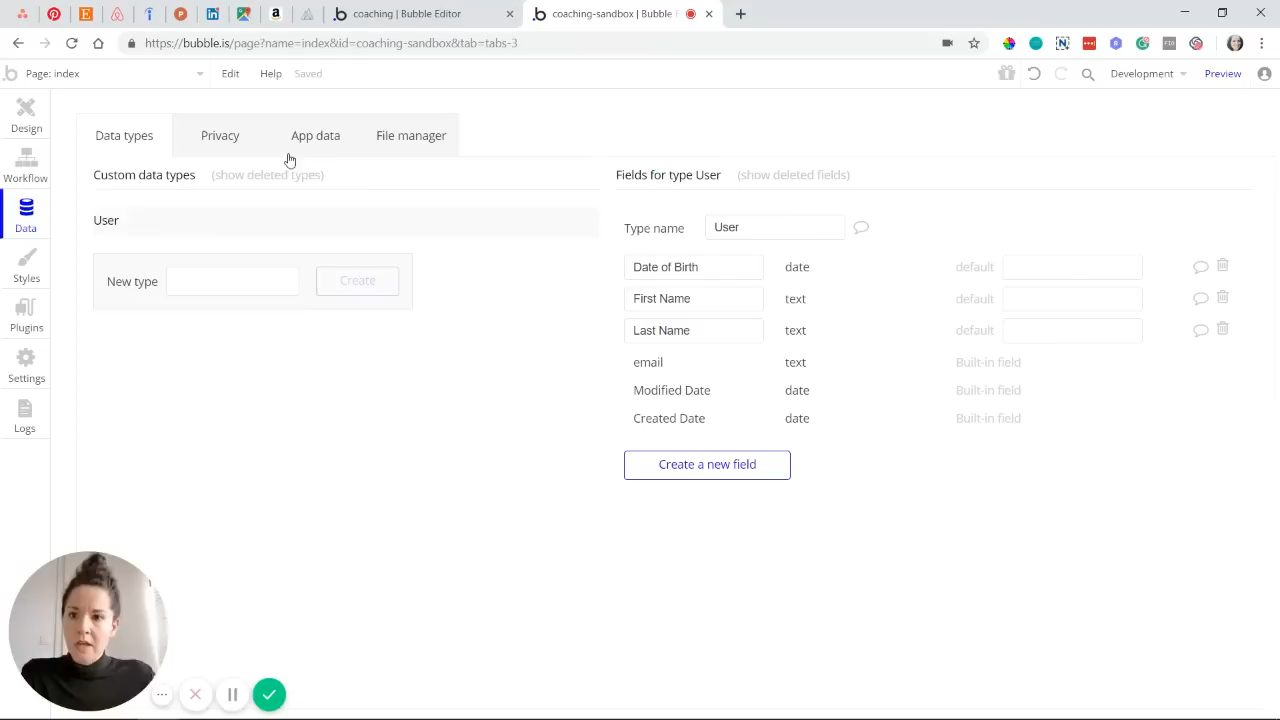 coaching | Bubble Editor
coaching-sandbox | Bubble E
https://bubble.is/page?name=index&id=coaching-sandbox&tab=tabs-3
Page: index
Edit
Help
Saved
Development
Preview
Design
Workflow
Data
Styles
Plugins
Settings
Logs
Data types
Privacy
App data
File manager
Custom data types (show deleted types)
User
New type
Create
Fields for type User (show deleted fields)
Type name User
Date of Birth date default
First Name text default
Last Name text default
email text Built-in field
Modified Date date Built-in field
Created Date date Built-in field
Create a new field